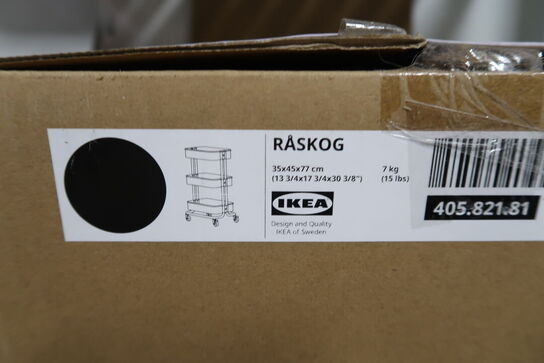 RÅSKOG
35x45x77 cm 7 kg
(13 3/4x17 3/4x30 3/8") (15 lbs)
IKEA
405.821.81
Design and Quality
IKEA of Sweden